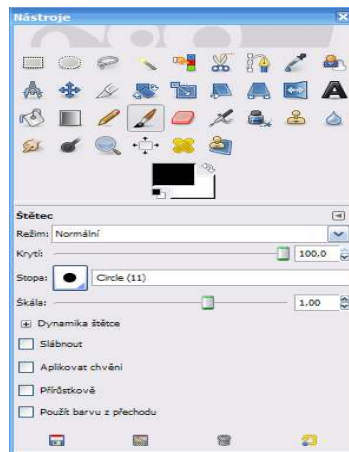 Nástroje
Štětec
Režim: Normální
Krytí: 100.0
Stopa: Circle (11)
Škála: 1.00
Dynamika štětce
Slábnout
Aplikovat chvění
Přírůstkově
Použít barvu z přechodu